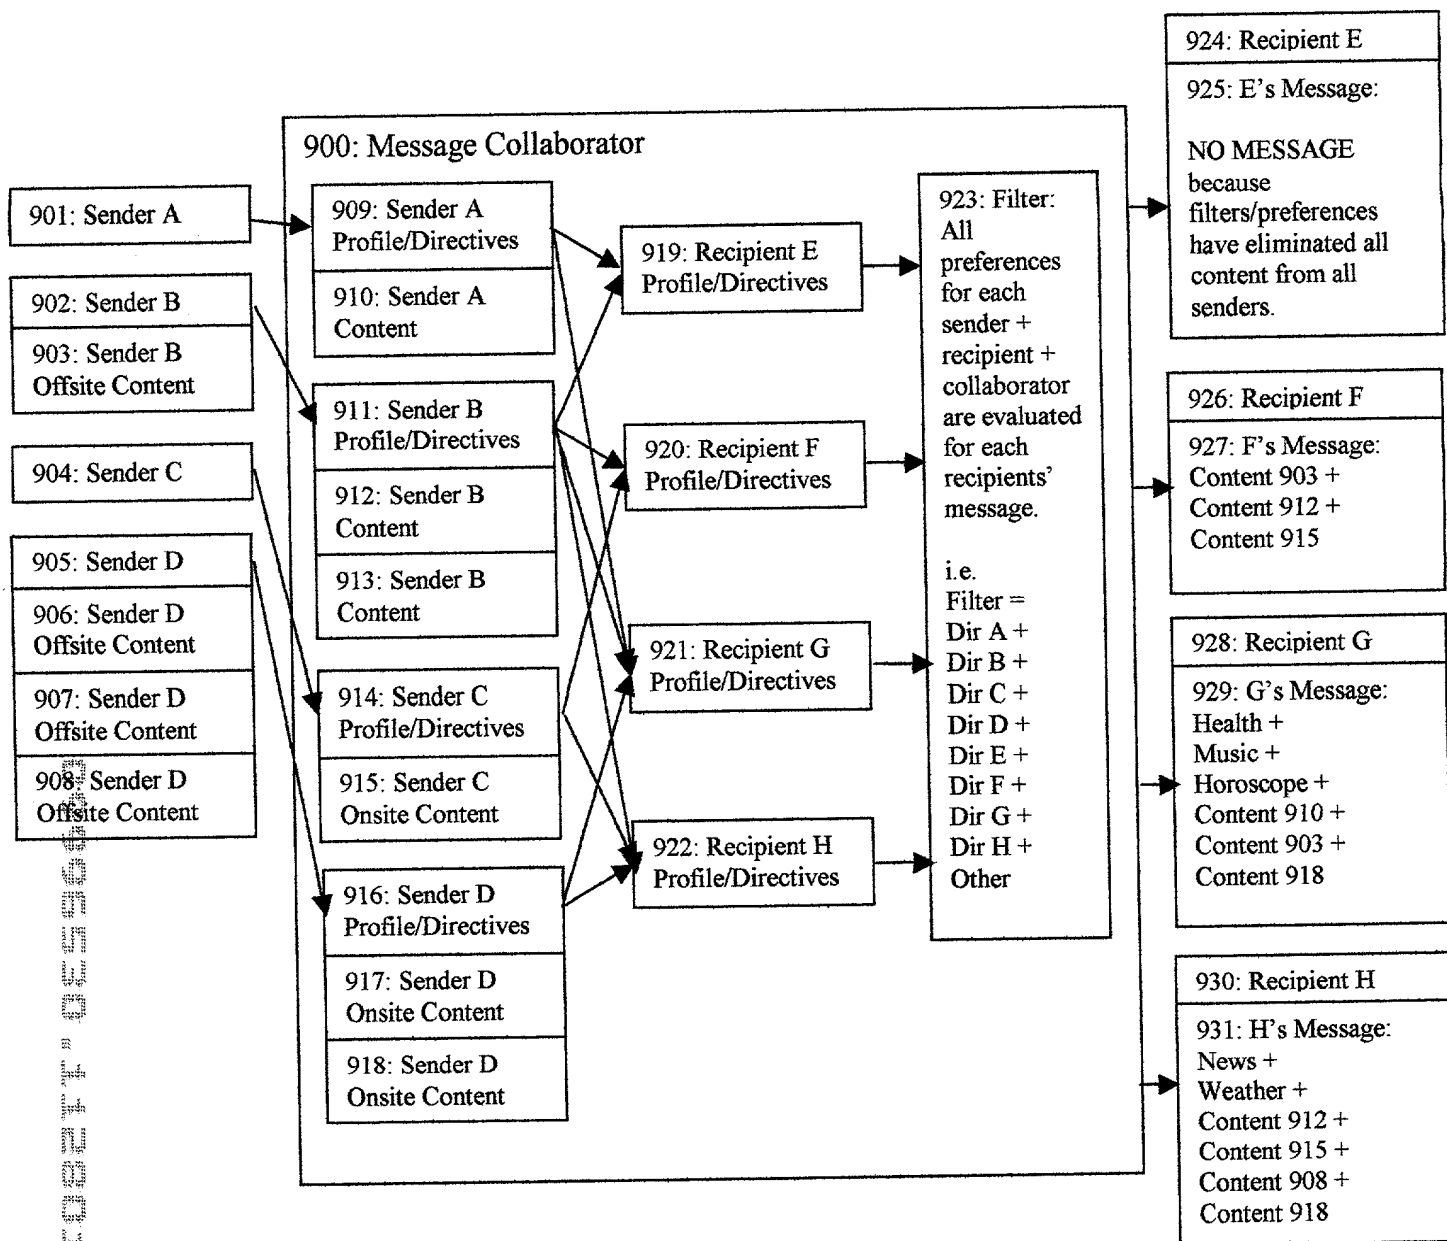 900: Message Collaborator
901: Sender A
902: Sender B
903: Sender B
Offsite Content
904: Sender C
905: Sender D
906: Sender D
Offsite Content
907: Sender D
Offsite Content
908: Sender D
Offsite Content
909: Sender A
Profile/Directives
910: Sender A
Content
911: Sender B
Profile/Directives
912: Sender B
Content
913: Sender B
Content
914: Sender C
Profile/Directives
915: Sender C
Onsite Content
916: Sender D
Profile/Directives
917: Sender D
Onsite Content
918: Sender D
Onsite Content
919: Recipient E
Profile/Directives
920: Recipient F
Profile/Directives
921: Recipient G
Profile/Directives
922: Recipient H
Profile/Directives
923: Filter:
All
preferences
for each
sender +
recipient +
collaborator
are evaluated
for each
recipients'
message.
i.e.
Filter =
Dir A +
Dir B +
Dir C +
Dir D +
Dir E +
Dir F +
Dir G +
Dir H +
Other
924: Recipient E
925: E's Message:
NO MESSAGE
because
filters/preferences
have eliminated all
content from all
senders.
926: Recipient F
927: F's Message:
Content 903 +
Content 912 +
Content 915
928: Recipient G
929: G's Message:
Health +
Music +
Horoscope +
Content 910 +
Content 903 +
Content 918
930: Recipient H
931: H's Message:
News +
Weather +
Content 912 +
Content 915 +
Content 908 +
Content 918